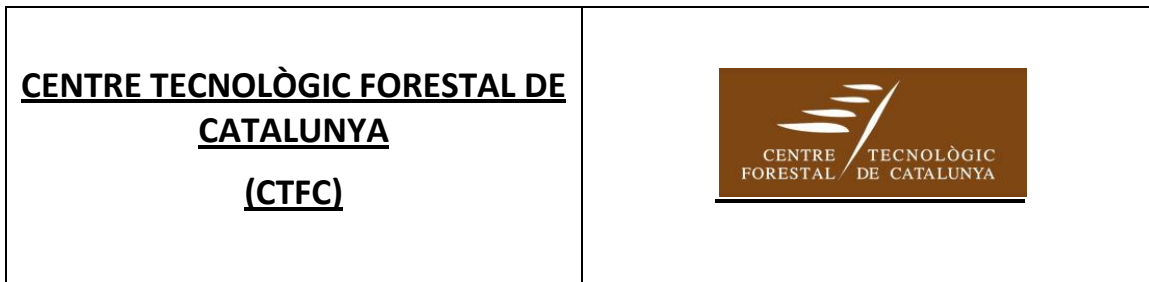 CENTRE TECNOLÒGIC FORESTAL DE
CATALUNYA
(CTFC)
CENTRE TECNOLÒGIC
FORESTAL DE CATALUNYA